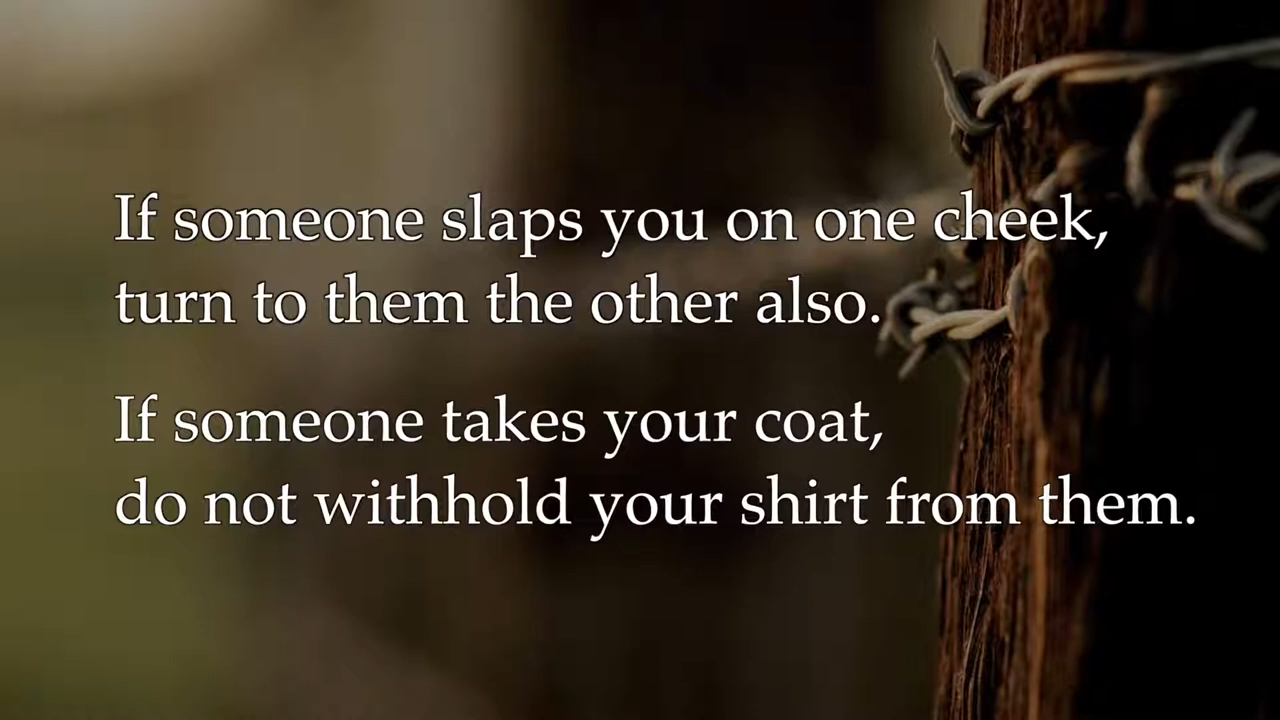 If someone slaps you on one cheek,
turn to them the other also.
If someone takes your coat,
do not withhold your shirt from them.